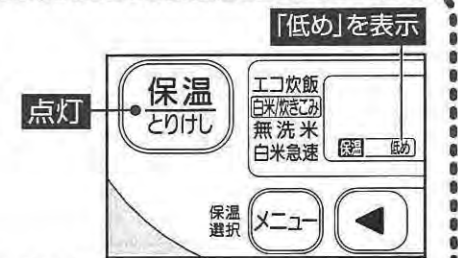 「低め」を表示
点灯
保温
とりけし
エコ炊飯
白米/炊きこみ
無洗米
白米急速
保温 低め
保温
選択
メニュー
◀